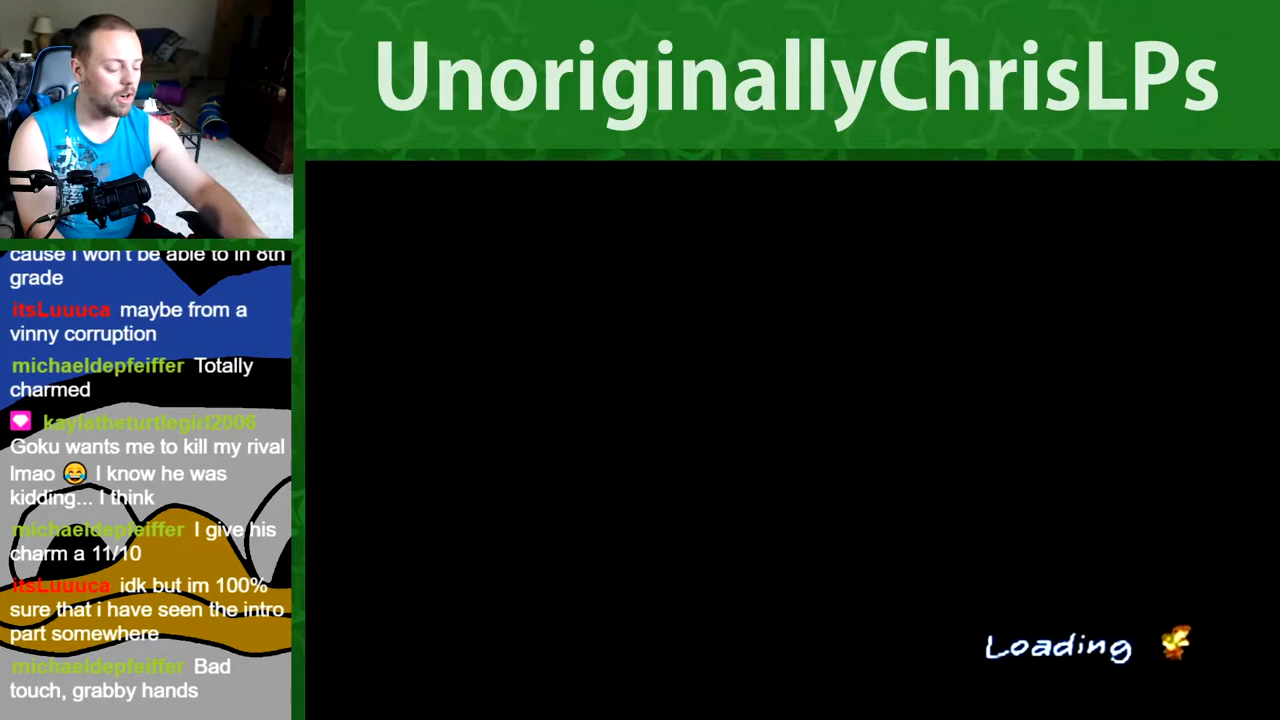 UnoriginallyChrisLPs
cause I won't be able to in 8th
grade
itsLuuuca maybe from a
vinny corruption
michaeldepfeiffer Totally
charmed
kaylatheturtlegirl2006
Goku wants me to kill my rival
lmao 😂 I know he was
kidding... I think
michaeldepfeiffer I give his
charm a 11/10
itsLuuuca idk but im 100%
sure that i have seen the intro
part somewhere
michaeldepfeiffer Bad
touch, grabby hands
Loading